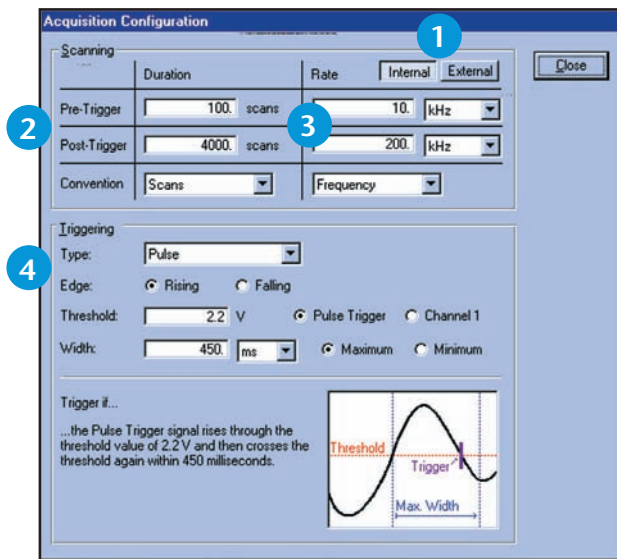 Acquisition Configuration
1
Scanning
Duration Rate Internal External Close
2 Pre-Trigger 100. scans 3 10. kHz
Post-Trigger 4000. scans 200. kHz
Convention Scans Frequency
Triggering
4 Type: Pulse
Edge: Rising Falling
Threshold: 2.2 V Pulse Trigger Channel 1
Width: 450. ms Maximum Minimum
Trigger if...
...the Pulse Trigger signal rises through the
threshold value of 2.2 V and then crosses the
threshold again within 450 milliseconds.
Threshold
Trigger
Max. Width